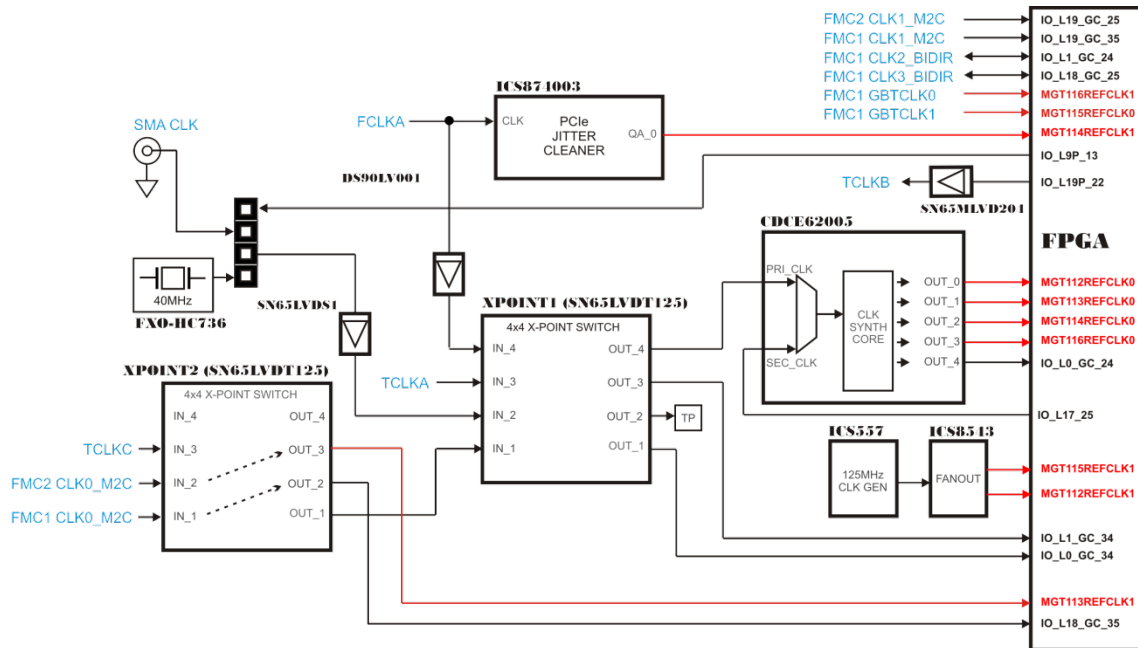 FMC2 CLK1_M2C
IO_L19_GC_25
FMC1 CLK1_M2C
IO_L19_GC_35
FMC1 CLK2_BIDIR
IO_L1_GC_24
FMC1 CLK3_BIDIR
IO_L18_GC_25
FMC1 GBTCLK0
MGT116REFCLK1
FMC1 GBTCLK1
MGT115REFCLK0
ICS874003
SMA CLK
FCLKA
CLK
PCIe
JITTER
CLEANER
QA_0
MGT114REFCLK1
IO_L9P_13
DS90LV001
TCLKB
IO_L19P_22
SN65MLVD201
CDCE62005
FPGA
PRI_CLK
OUT_0
MGT112REFCLK0
40MHz
FXO-HC736
SN65LVDS1
XPOINT1 (SN65LVDT125)
CLK
SYNTH
CORE
OUT_1
MGT113REFCLK0
OUT_2
MGT114REFCLK0
OUT_3
MGT116REFCLK0
SEC_CLK
OUT_4
IO_L0_GC_24
4x4 X-POINT SWITCH
IN_4
OUT_4
TCLKA
IN_3
OUT_3
IN_2
OUT_2
TP
IO_L17_25
IN_1
OUT_1
XPOINT2 (SN65LVDT125)
4x4 X-POINT SWITCH
IN_4
OUT_4
TCLKC
IN_3
OUT_3
FMC2 CLK0_M2C
IN_2
OUT_2
FMC1 CLK0_M2C
IN_1
OUT_1
ICS557
ICS8543
125MHz
CLK GEN
FANOUT
MGT115REFCLK1
MGT112REFCLK1
IO_L1_GC_34
IO_L0_GC_34
MGT113REFCLK1
IO_L18_GC_35